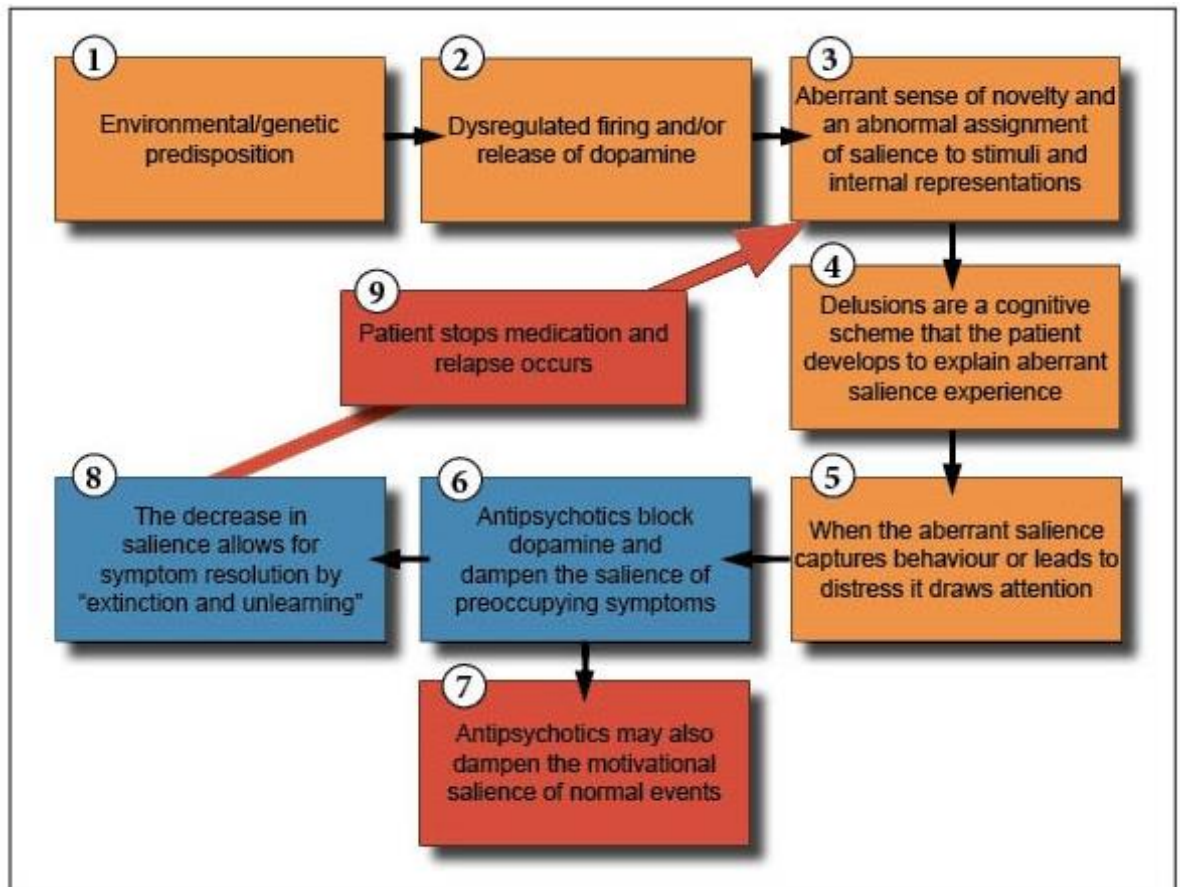 1
Environmental/genetic
predisposition
2
Dysregulated firing and/or
release of dopamine
3
Aberrant sense of novelty and
an abnormal assignment
of salience to stimuli and
internal representations
4
Delusions are a cognitive
scheme that the patient
develops to explain aberrant
salience experience
9
Patient stops medication and
relapse occurs
5
When the aberrant salience
captures behaviour or leads to
distress it draws attention
6
Antipsychotics block
dopamine and
dampen the salience of
preoccupying symptoms
8
The decrease in
salience allows for
symptom resolution by
"extinction and unlearning"
7
Antipsychotics may also
dampen the motivational
salience of normal events